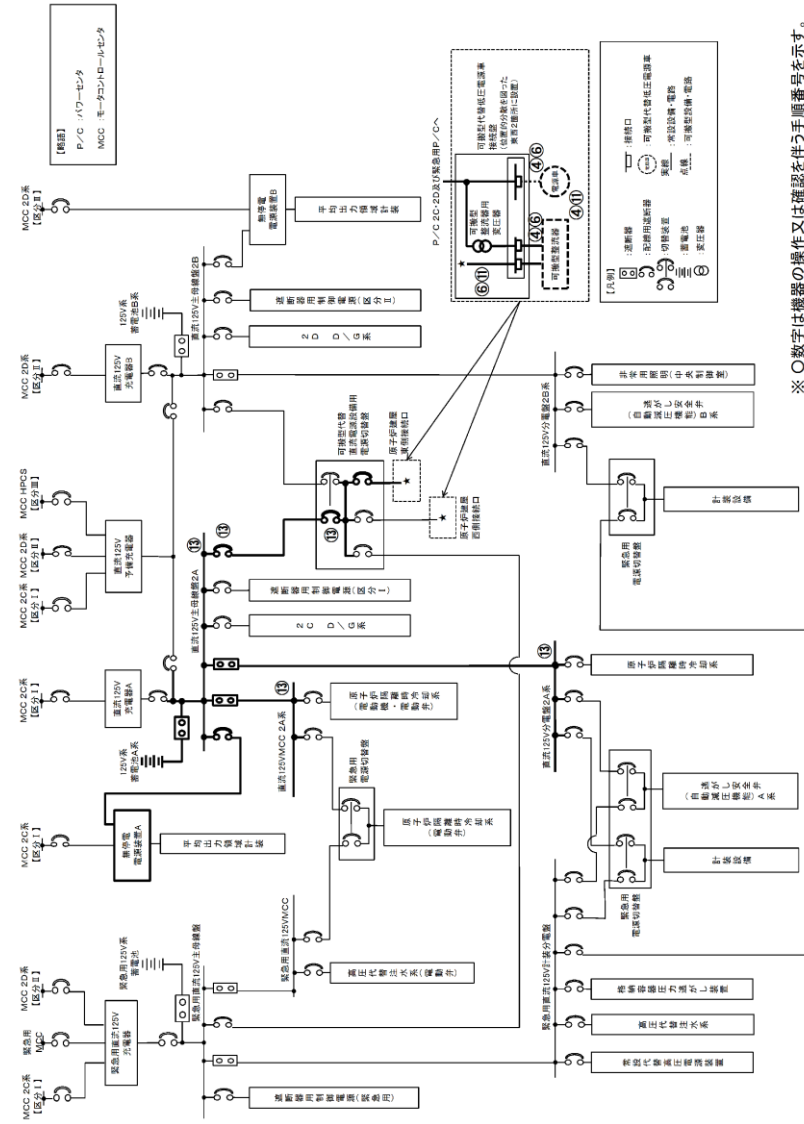 【略語】
P／C ：パワーセンタ
MCC ：モータコントロールセンタ
MCC 2D系
【区分Ⅱ】
無停電
電源装置B
平均出力領域計装
125V系
蓄電池B系
直流125V主母線盤2B
遮断器用制御電源(区分Ⅱ)
2D D／G系
MCC 2D系
【区分Ⅱ】
直流125V
充電器B
MCC HPCS
【区分Ⅲ】
MCC 2D系
【区分Ⅱ】
MCC 2C系
【区分Ⅰ】
直流125V
予備充電器
可搬型代替
直流電源設備用
電源切替盤
原子炉建屋
東側接続口
★
原子炉建屋
西側接続口
★
⑬
⑬
⑬
直流125V主母線盤2A
遮断器用制御電源(区分Ⅰ)
2C D／G系
MCC 2C系
【区分Ⅰ】
直流125V
充電器A
125V系
蓄電池A系
MCC 2C系
【区分Ⅰ】
無停電
電源装置A
平均出力領域計装
⑬
直流125VMCC 2A系
原子炉隔離時冷却系
(電動機・電動弁)
緊急用
電源切替盤
原子炉隔離時冷却系
(電動弁)
MCC 2D系
【区分Ⅱ】
緊急用
MCC
MCC 2C系
【区分Ⅰ】
緊急用直流125V
充電器
緊急用125V系
蓄電池
緊急用直流125V主母線盤
遮断器用制御電源(緊急用)
緊急用直流125VMCC
高圧代替注水系(電動弁)
P／C 2C・2D及び緊急用P／Cへ
可搬型代替低圧電源車
接続盤
(位置的分散を図った
東西2箇所に設置)
可搬型
整流器用
変圧器
★
⑥⑪
④⑥
④⑥
電源車
可搬型整流器
④⑪
【凡例】
：遮断器
：配線用遮断器
：切替装置
：蓄電池
：変圧器
：接続口
電源車
：可搬型代替低圧電源車
実線 ：常設設備・電路
点線 ：可搬型設備・電路
直流125V分電盤2B系
非常用照明(中央制御室)
逃がし安全弁
(自動減圧機能)B系
緊急用
電源切替盤
計装設備
⑬
直流125V分電盤2A系
原子炉隔離時冷却系
逃がし安全弁
(自動減圧機能)A系
計装設備
緊急用
電源切替盤
緊急用直流125V計装分電盤
格納容器圧力逃がし装置
高圧代替注水系
常設代替高圧電源装置
※ ○数字は機器の操作又は確認を伴う手順番号を示す。